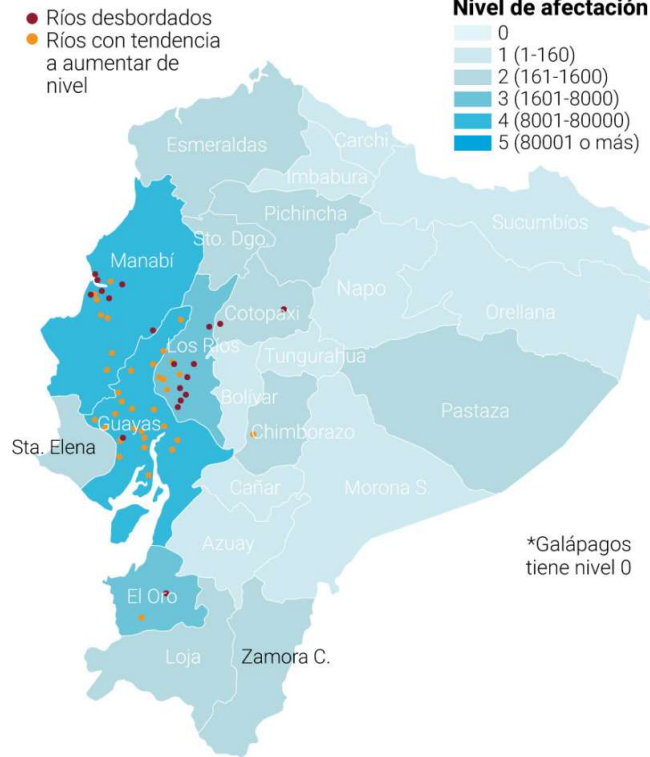 Ríos desbordados
Ríos con tendencia
a aumentar de
nivel
Nivel de afectación
0
1 (1-160)
2 (161-1600)
3 (1601-8000)
4 (8001-80000)
5 (80001 o más)
Esmeraldas
Carchi
Imbabura
Pichincha
Sucumbíos
Sto. Dgo.
Manabí
Napo
Orellana
Cotopaxi
Los Ríos
Tungurahua
Bolívar
Pastaza
Guayas
Chimborazo
Sta. Elena
Cañar
Morona S.
Azuay
*Galápagos
tiene nivel 0
El Oro
Loja
Zamora C.